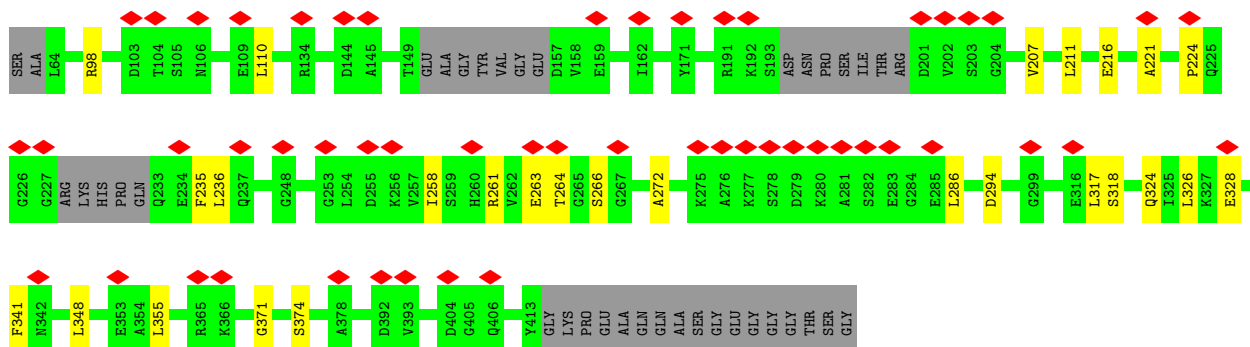 SER ALA L64 R98 D103 T104 S105 N106 E109 L110 R134 D144 A145 T149 GLU ALA GLY TYR VAL GLY GLU D157 V158 E159 I162 Y171 R191 K192 S193 ASP ASN PRO SER ILE THR ARG D201 V202 S203 G204 V207 L211 E216 A221 P224 Q225
G226 G227 ARG LYS HIS PRO GLN Q233 E234 F235 L236 Q237 G248 G253 L254 D255 K256 V257 I258 S259 H260 R261 V262 E263 T264 G265 S266 G267 A272 K275 A276 K277 S278 D279 K280 A281 S282 E283 G284 E285 L286 D294 G299 E316 L317 S318 Q324 I325 L326 K327 E328
F341 N342 L348 E353 A354 L355 R365 K366 G371 S374 A378 D392 V393 D404 G405 Q406 Y413 GLY LYS PRO GLU ALA GLN GLN ALA SER GLY GLU GLY GLY GLY THR SER GLY